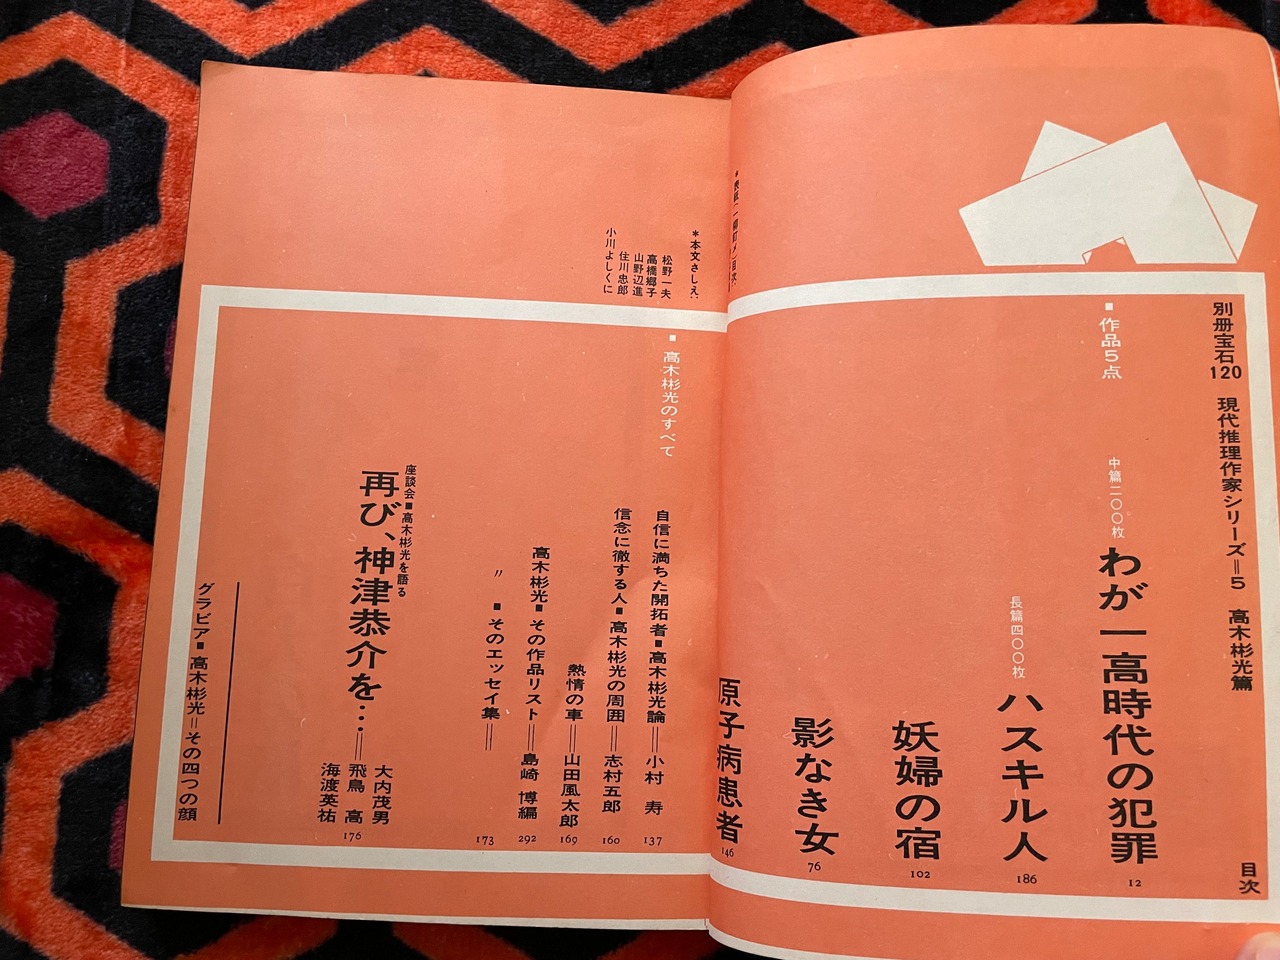 別冊宝石120 現代推理作家シリーズ=5 高木彬光篇
目次
■作品5点
中篇二〇〇枚
わが一高時代の犯罪
12
長篇四〇〇枚
ハスキル人
186
妖婦の宿
102
影なき女
76
原子病患者
146
＊本文さしえ
松野一夫
高橋郷子
山野辺進
住川忠郎
小川よしくに
■高木彬光のすべて
自信に満ちた開拓者■高木彬光論=小村 寿
137
信念に徹する人■高木彬光の周囲=志村五郎
160
熱情の車=山田風太郎
169
高木彬光■その作品リスト=島崎 博編
292
〃 ■そのエッセイ集=
173
座談会■高木彬光を語る
再び、神津恭介を…=
大内茂男
飛鳥 高
海渡英祐
176
グラビア■高木彬光=その四つの顔